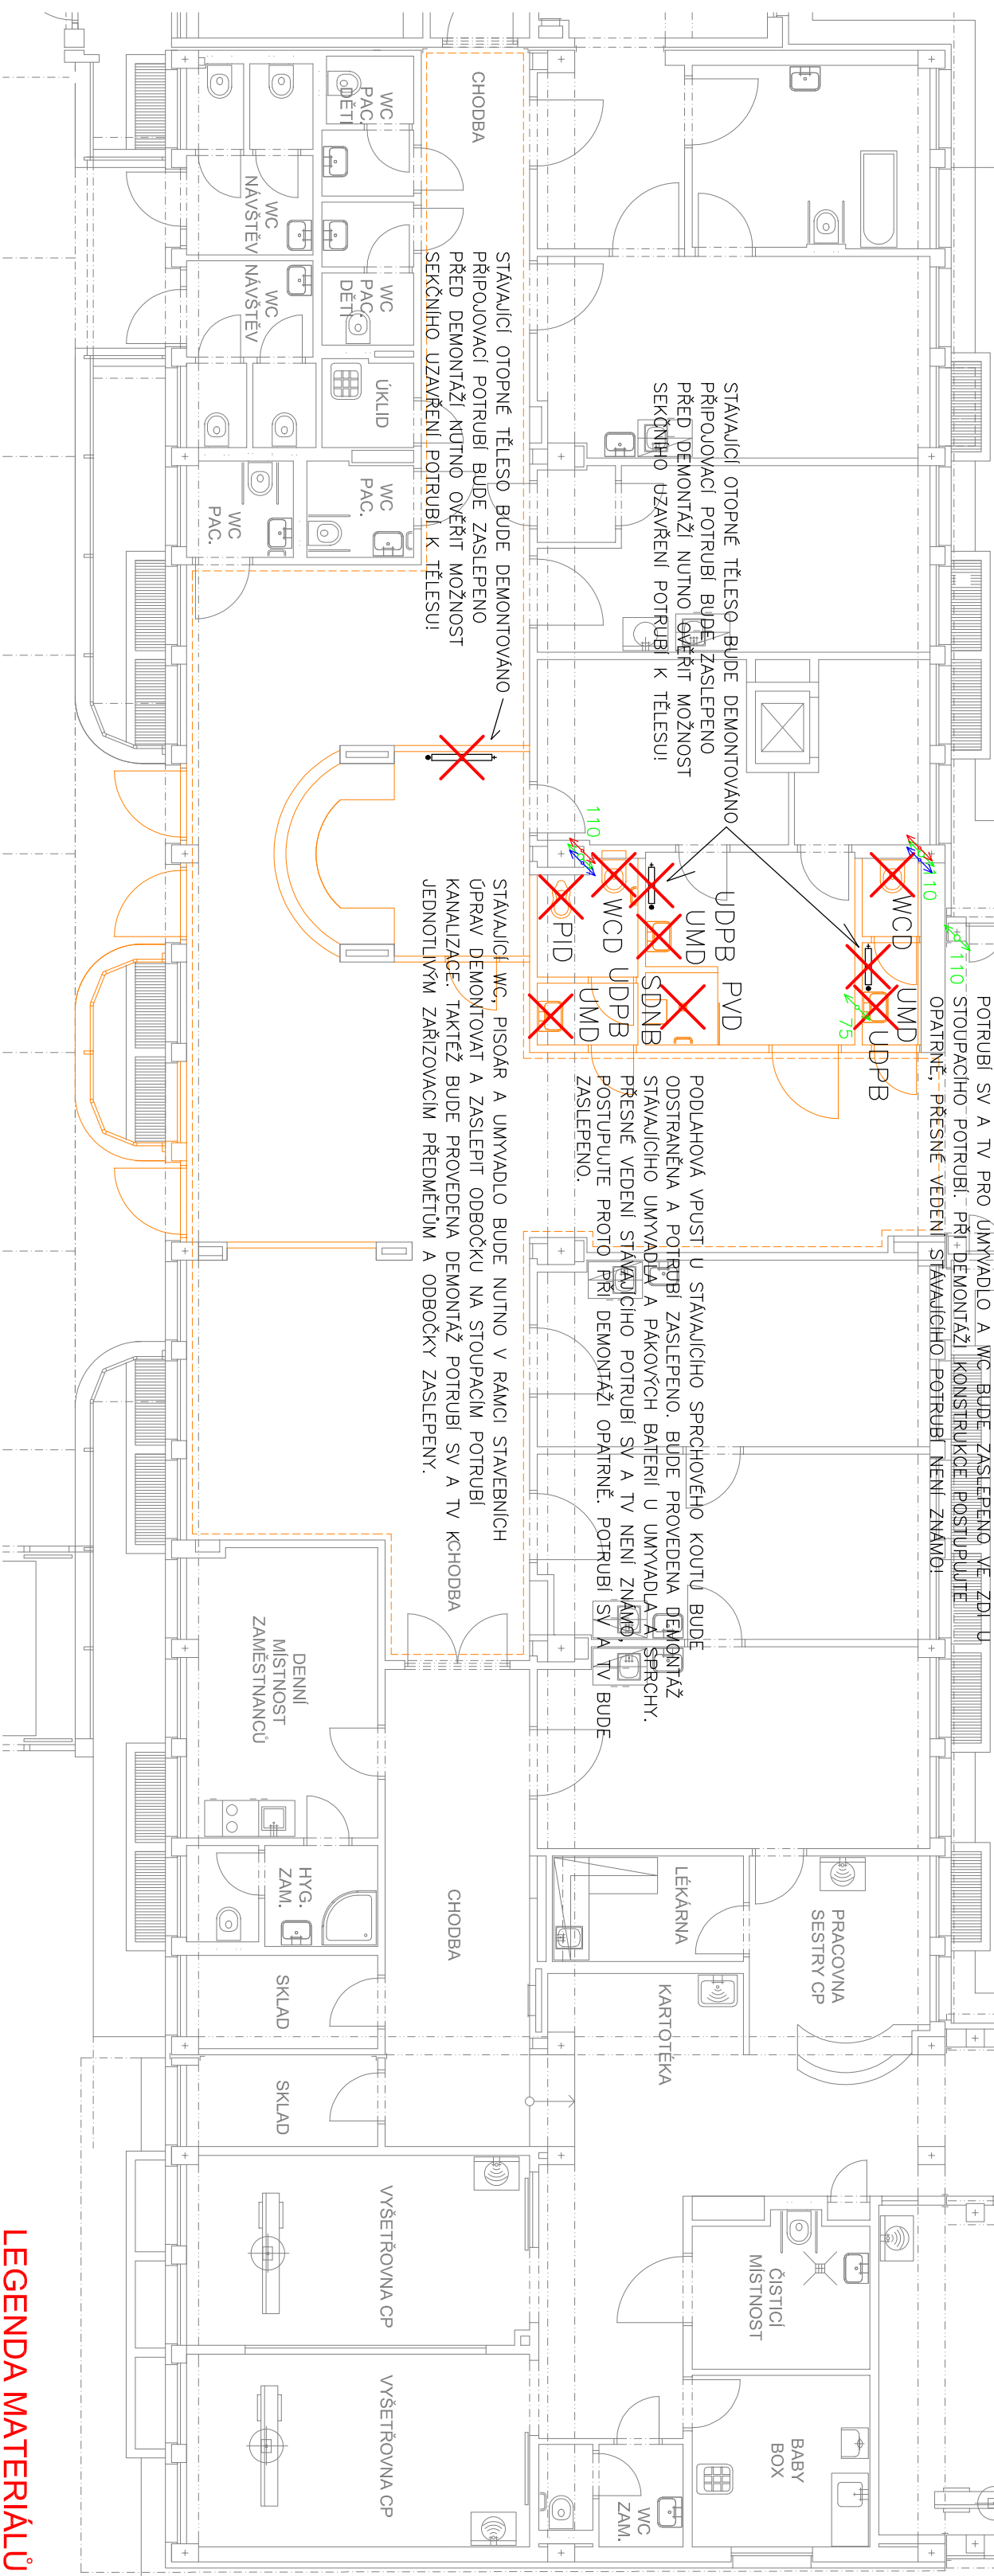 CHODBA
WC
PAC.
DĚTI
WC
NÁVŠTĚV
WC
PAC.
DĚTI
WC
NÁVŠTĚV
ÚKLID
WC
PAC.
WC
PAC.
STÁVAJÍCÍ OTOPNÉ TĚLESO BUDE DEMONTOVÁNO
PŘIPOJOVACÍ POTRUBÍ BUDE ZASLEPENO
PŘED DEMONTÁŽÍ NUTNO OVĚŘIT MOŽNOST
SEKČNÍHO UZAVŘENÍ POTRUBÍ K TĚLESU!
STÁVAJÍCÍ OTOPNÉ TĚLESO BUDE DEMONTOVÁNO
PŘIPOJOVACÍ POTRUBÍ BUDE ZASLEPENO
PŘED DEMONTÁŽÍ NUTNO OVĚŘIT MOŽNOST
SEKČNÍHO UZAVŘENÍ POTRUBÍ K TĚLESU!
110
110
110
75
WCD
UMD
UDPB
UDPB
UMD
PVD
SDNB
WCD
UDPB
PID
UMD
POTRUBÍ SV A TV PRO UMYVADLO A WC BUDE ZASLEPENO VE ZDI U
STOUPACÍHO POTRUBÍ. PŘI DEMONTÁŽI KONSTRUKCE POSTUPUJTE
OPATRNĚ, PŘESNÉ VEDENÍ STÁVAJÍCÍHO POTRUBÍ NENÍ ZNÁMO!
PODLAHOVÁ VPUST U STÁVAJÍCÍHO SPRCHOVÉHO KOUTU BUDE
ODSTRANĚNA A POTRUBÍ ZASLEPENO. BUDE PROVEDENA DEMONTÁŽ
STÁVAJÍCÍHO UMYVADLA A PÁKOVÝCH BATERIÍ U UMYVADLA A SPRCHY.
PŘESNÉ VEDENÍ STÁVAJÍCÍHO POTRUBÍ SV A TV NENÍ ZNÁMO,
POSTUPUJTE PROTO PŘI DEMONTÁŽI OPATRNĚ. POTRUBÍ SV A TV BUDE
ZASLEPENO.
STÁVAJÍCÍ WC, PISOÁR A UMYVADLO BUDE NUTNO V RÁMCI STAVEBNÍCH
ÚPRAV DEMONTOVAT A ZASLEPIT ODBOČKU NA STOUPACÍM POTRUBÍ
KANALIZACE. TAKTÉŽ BUDE PROVEDENA DEMONTÁŽ POTRUBÍ SV A TV K
JEDNOTLIVÝM ZAŘIZOVACÍM PŘEDMĚTŮM A ODBOČKY ZASLEPENY.
CHODBA
DENNÍ
MÍSTNOST
ZAMĚSTNANCŮ
HYG.
ZAM.
CHODBA
LÉKÁRNA
PRACOVNA
SESTRY CP
KARTOTÉKA
SKLAD
SKLAD
VYŠETŘOVNA CP
VYŠETŘOVNA CP
ČISTICÍ
MÍSTNOST
BABY
BOX
WC
ZAM.
LEGENDA MATERIÁLŮ